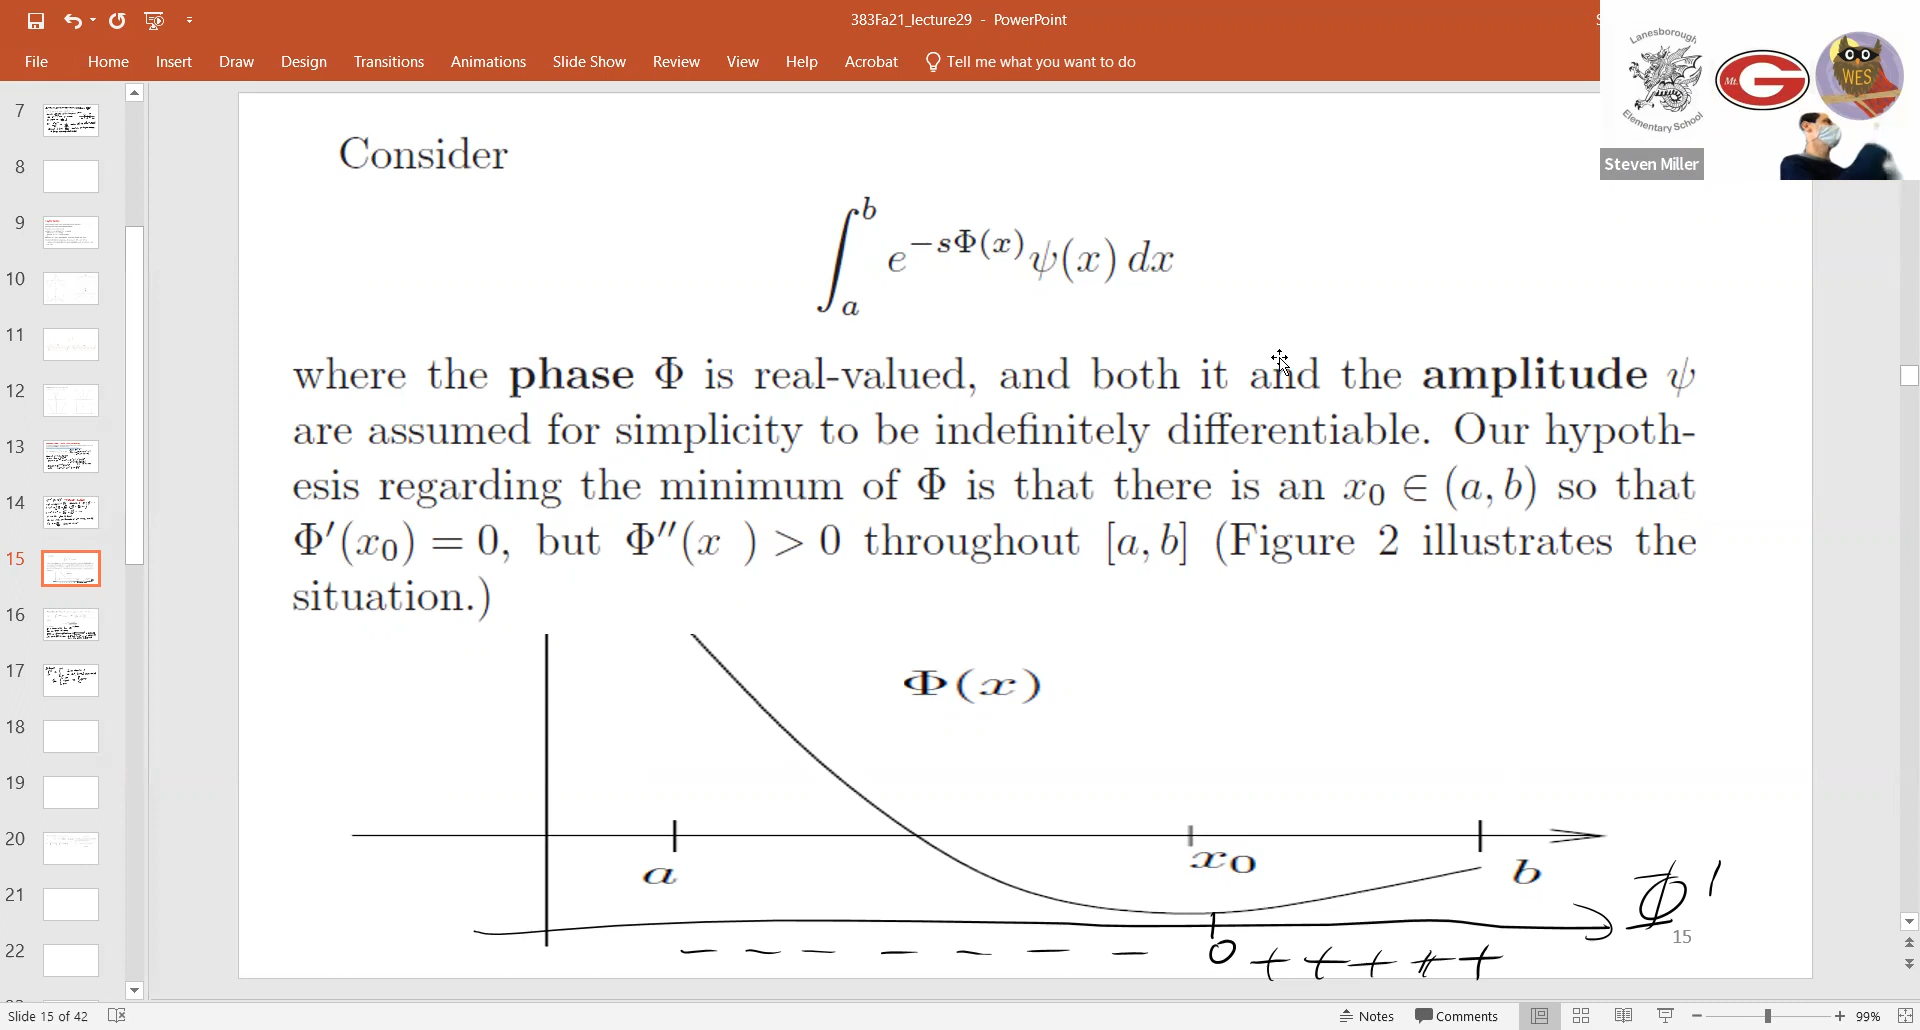 383Fa21_lecture29 - PowerPoint
File Home Insert Draw Design Transitions Animations Slide Show Review View Help Acrobat Tell me what you want to do
Lanesborough
Elementary School
Mt. G
WES
Steven Miller
7
8
9
10
11
12
13
14
15
16
17
18
19
20
21
22
Consider
∫_a^b e^{-sΦ(x)} ψ(x) dx
where the phase Φ is real-valued, and both it and the amplitude ψ
are assumed for simplicity to be indefinitely differentiable. Our hypoth-
esis regarding the minimum of Φ is that there is an x₀ ∈ (a, b) so that
Φ′(x₀) = 0, but Φ″(x ) > 0 throughout [a, b] (Figure 2 illustrates the
situation.)
Φ(x)
a x₀ b
Φ′
– – – – – – – 0 + + + + +
15
Slide 15 of 42
Notes Comments 99%